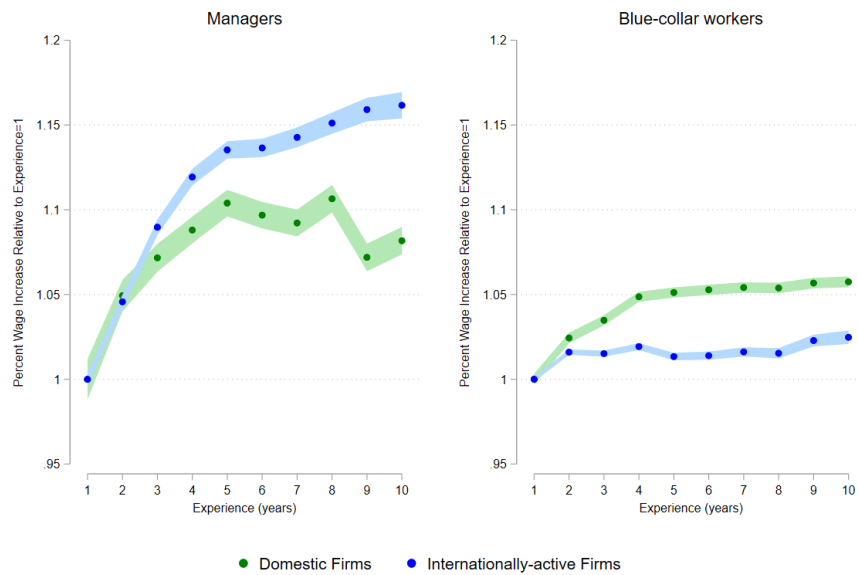 Managers
Percent Wage Increase Relative to Experience=1
1.2
1.15
1.1
1.05
1
.95
1 2 3 4 5 6 7 8 9 10
Experience (years)
Blue-collar workers
Percent Wage Increase Relative to Experience=1
1.2
1.15
1.1
1.05
1
.95
1 2 3 4 5 6 7 8 9 10
Experience (years)
Domestic Firms Internationally-active Firms